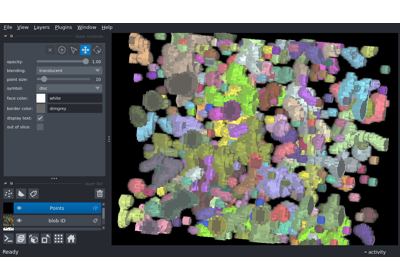 File View Layers Plugins Window Help
opacity: 1.00
blending: translucent
point size: 10
symbol: disc
face color: white
border color: dimgrey
display text: ✓
out of slice:
Points
blob ID
Ready
activity